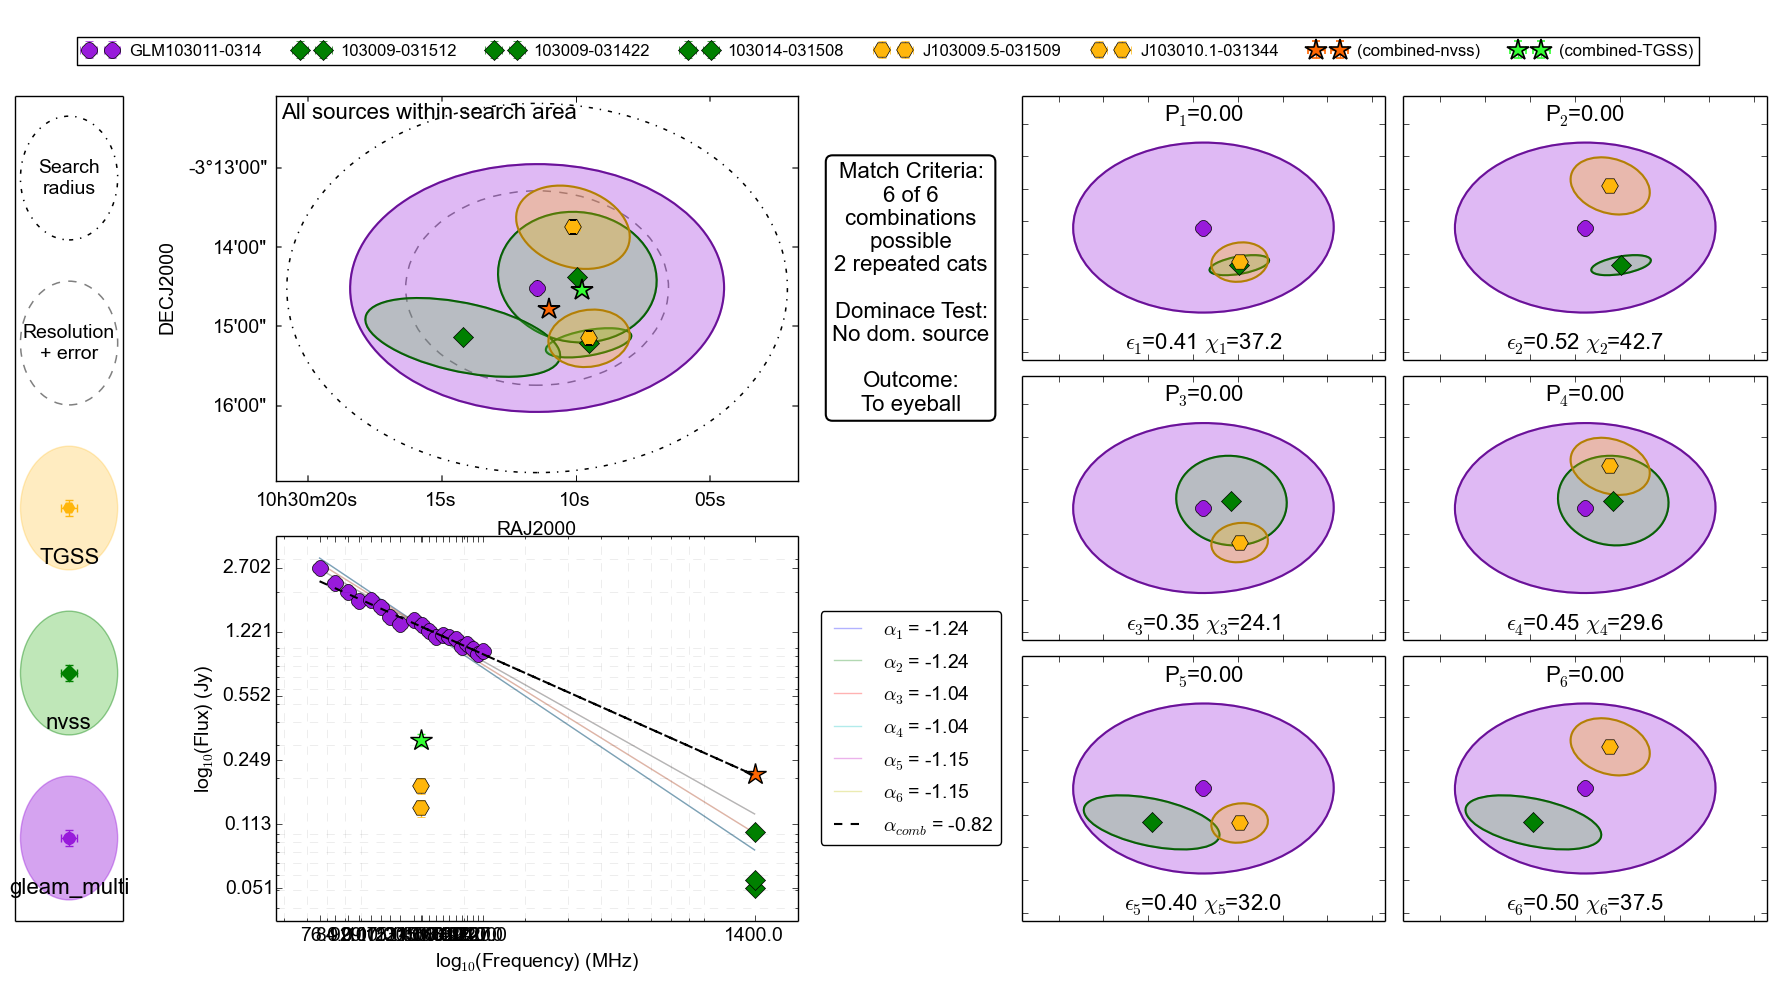 GLM103011-0314 103009-031512 103009-031422 103014-031508 J103009.5-031509 J103010.1-031344 (combined-nvss) (combined-TGSS)
Search
radius
Resolution
+ error
TGSS
nvss
gleam_multi
All sources within search area
DECJ2000
-3°13'00"
14'00"
15'00"
16'00"
10h30m20s 15s 10s 05s
RAJ2000
log₁₀(Flux) (Jy)
2.702
1.221
0.552
0.249
0.113
0.051
1400.0
log₁₀(Frequency) (MHz)
Match Criteria:
6 of 6
combinations
possible
2 repeated cats
Dominace Test:
No dom. source
Outcome:
To eyeball
α₁ = -1.24
α₂ = -1.24
α₃ = -1.04
α₄ = -1.04
α₅ = -1.15
α₆ = -1.15
α_comb = -0.82
P₁=0.00
ϵ₁=0.41 χ₁=37.2
P₂=0.00
ϵ₂=0.52 χ₂=42.7
P₃=0.00
ϵ₃=0.35 χ₃=24.1
P₄=0.00
ϵ₄=0.45 χ₄=29.6
P₅=0.00
ϵ₅=0.40 χ₅=32.0
P₆=0.00
ϵ₆=0.50 χ₆=37.5